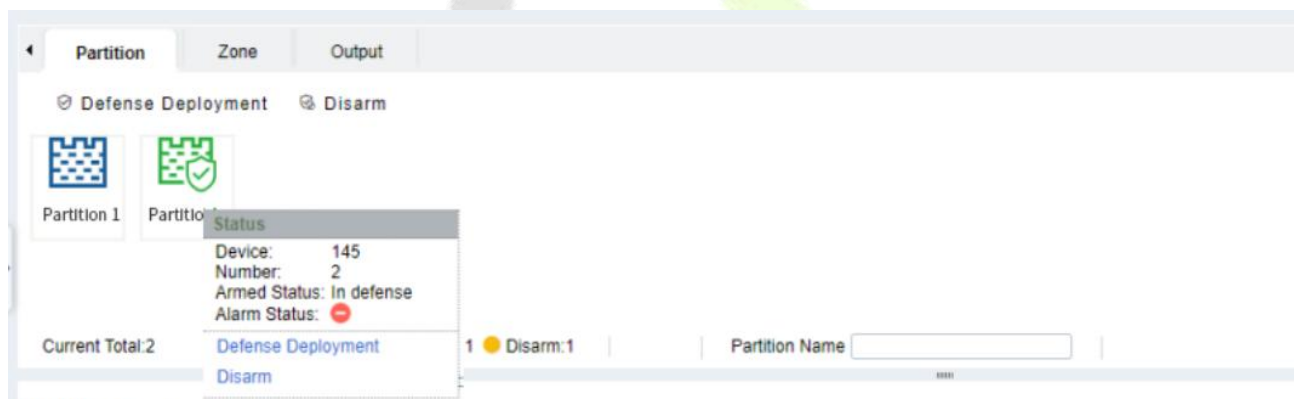 Partition Zone Output
Defense Deployment Disarm
Partition 1 Partitio
Status
Device: 145
Number: 2
Armed Status: In defense
Alarm Status:
Current Total:2 Defense Deployment 1 Disarm:1 Partition Name
Disarm